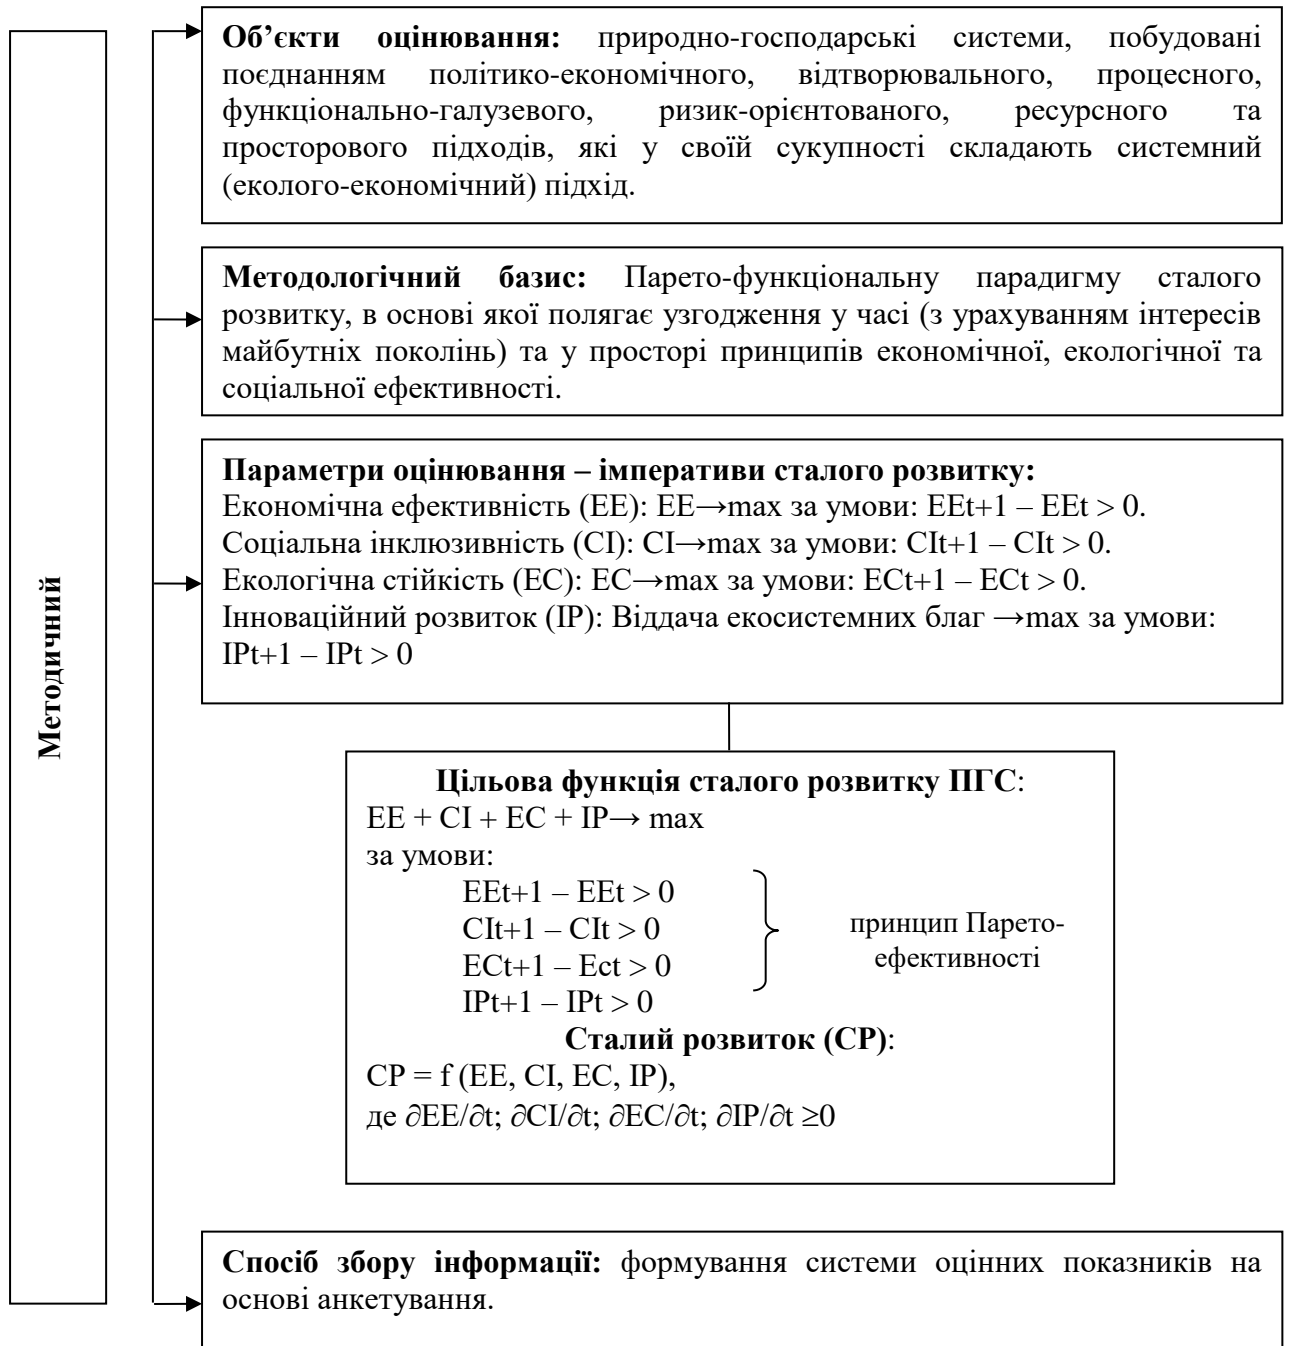 Методичний
Об’єкти оцінювання: природно-господарські системи, побудовані
поєднанням політико-економічного, відтворювального, процесного,
функціонально-галузевого, ризик-орієнтованого, ресурсного та
просторового підходів, які у своїй сукупності складають системний
(еколого-економічний) підхід.
Методологічний базис: Парето-функціональну парадигму сталого
розвитку, в основі якої полягає узгодження у часі (з урахуванням інтересів
майбутніх поколінь) та у просторі принципів економічної, екологічної та
соціальної ефективності.
Параметри оцінювання – імперативи сталого розвитку:
Економічна ефективність (ЕЕ): ЕЕ→max за умови: EEt+1 – EEt > 0.
Соціальна інклюзивність (СІ): СІ→max за умови: СІt+1 – СІt > 0.
Екологічна стійкість (ЕС): ЕС→max за умови: ЕСt+1 – ЕСt > 0.
Інноваційний розвиток (ІР): Віддача екосистемних благ →max за умови:
ІРt+1 – ІРt > 0
Цільова функція сталого розвитку ПГС:
ЕЕ + СІ + ЕС + ІР→ max
за умови:
EEt+1 – EEt > 0
СІt+1 – СІt > 0
ЕСt+1 – Ect > 0
ІРt+1 – ІРt > 0
принцип Парето-
ефективності
Сталий розвиток (СР):
СР = f (ЕЕ, СІ, ЕС, ІР),
де ∂ЕЕ/∂t; ∂СІ/∂t; ∂ЕС/∂t; ∂ІР/∂t ≥0
Спосіб збору інформації: формування системи оцінних показників на
основі анкетування.